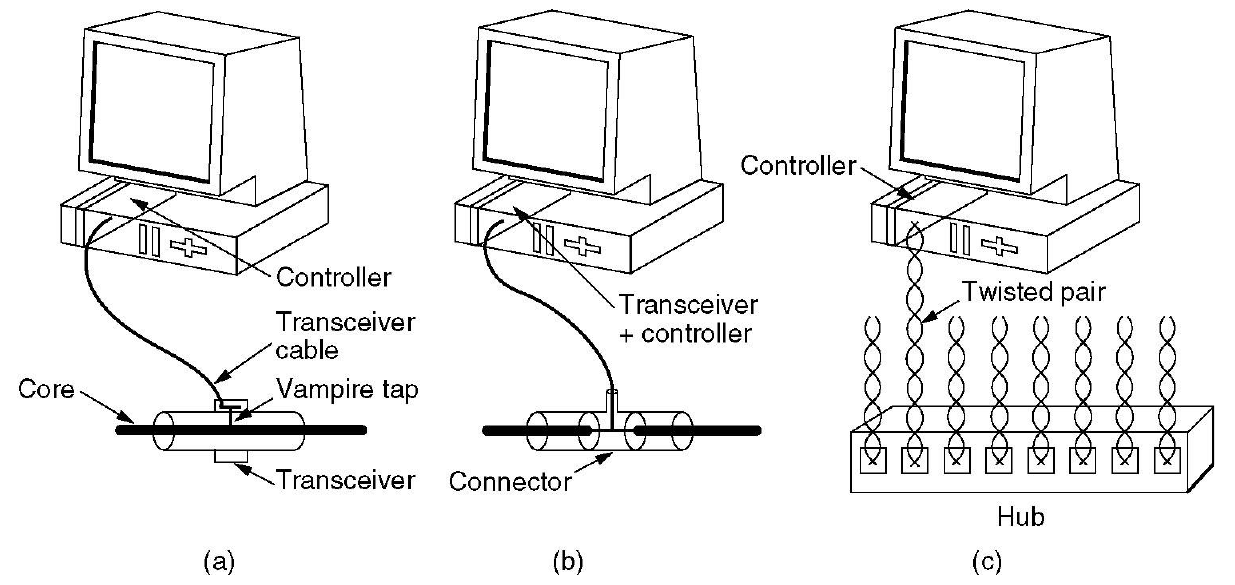 Controller
Transceiver
cable
Vampire tap
Core
Transceiver
(a)
Transceiver
+ controller
Connector
(b)
Controller
Twisted pair
Hub
(c)